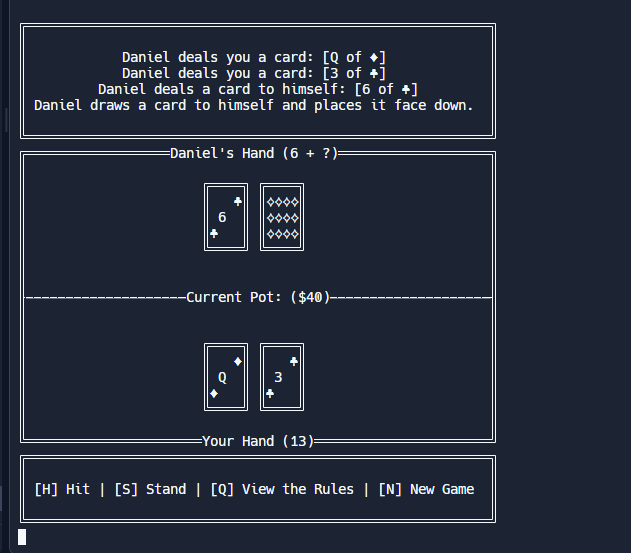 Daniel deals you a card: [Q of ♦]
Daniel deals you a card: [3 of ♣]
Daniel deals a card to himself: [6 of ♣]
Daniel draws a card to himself and places it face down.
Daniel's Hand (6 + ?)
♣
6
♣
Current Pot: ($40)
♦ ♣
Q 3
♦ ♣
Your Hand (13)
[H] Hit | [S] Stand | [Q] View the Rules | [N] New Game